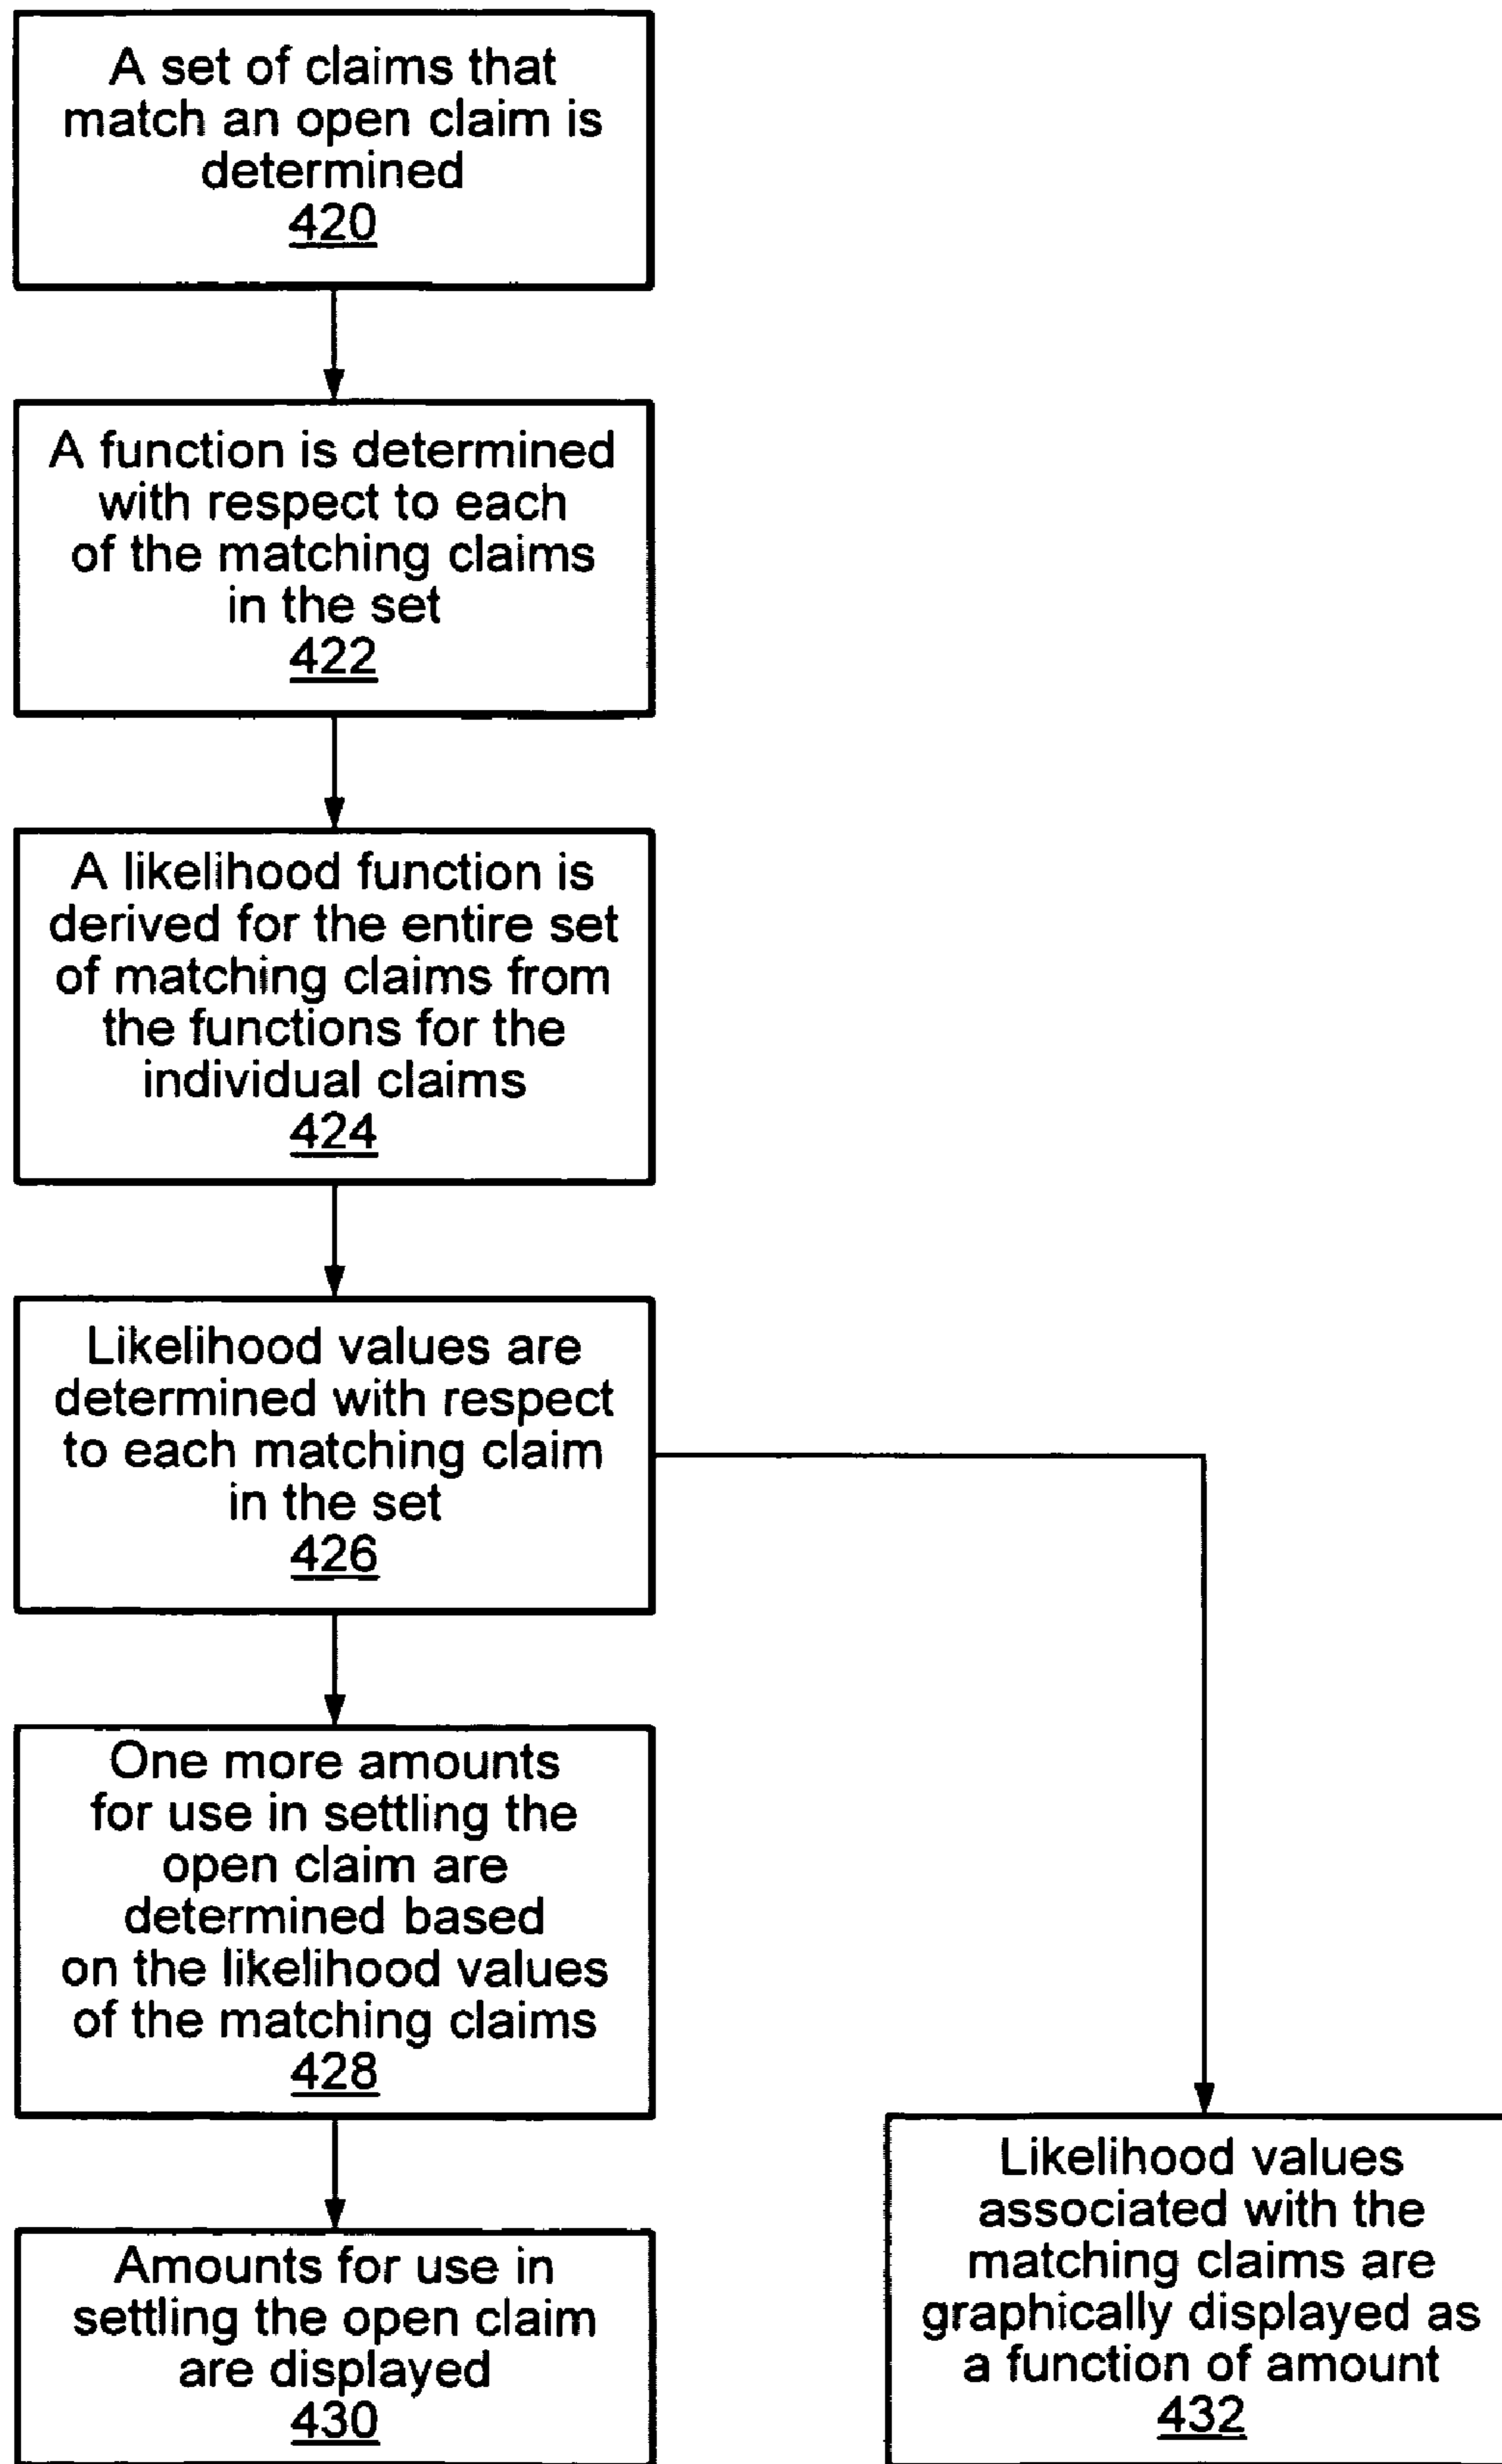 A set of claims that
match an open claim is
determined
420
A function is determined
with respect to each
of the matching claims
in the set
422
A likelihood function is
derived for the entire set
of matching claims from
the functions for the
individual claims
424
Likelihood values are
determined with respect
to each matching claim
in the set
426
One more amounts
for use in settling the
open claim are
determined based
on the likelihood values
of the matching claims
428
Amounts for use in
settling the open claim
are displayed
430
Likelihood values
associated with the
matching claims are
graphically displayed as
a function of amount
432